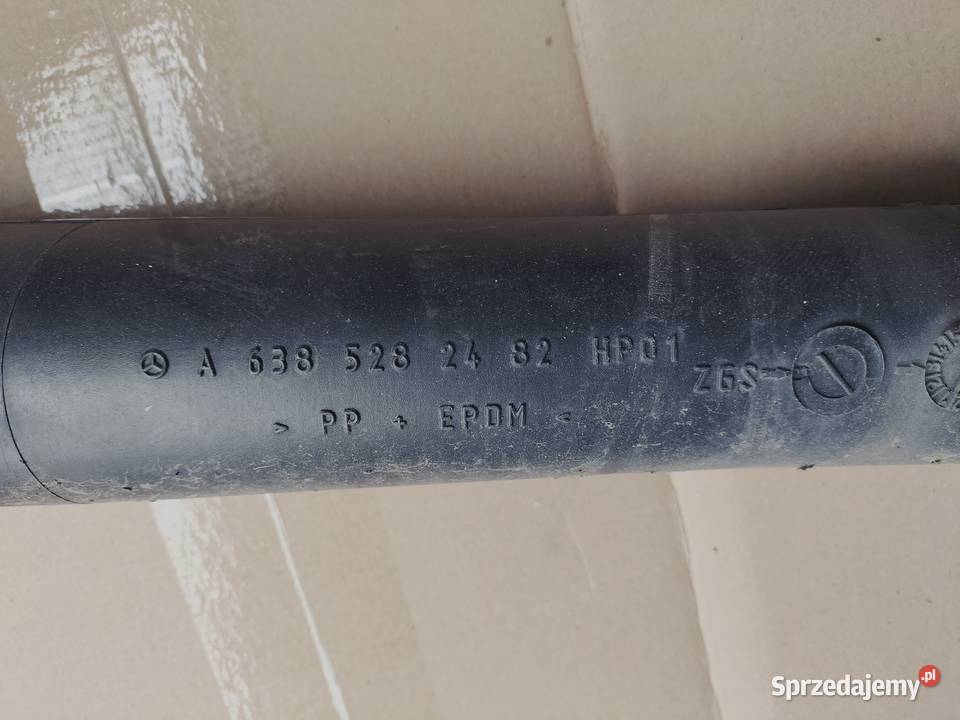 A 638 528 24 82 HP01
ZGS
> PP + EPDM <
Sprzedajemy.pl